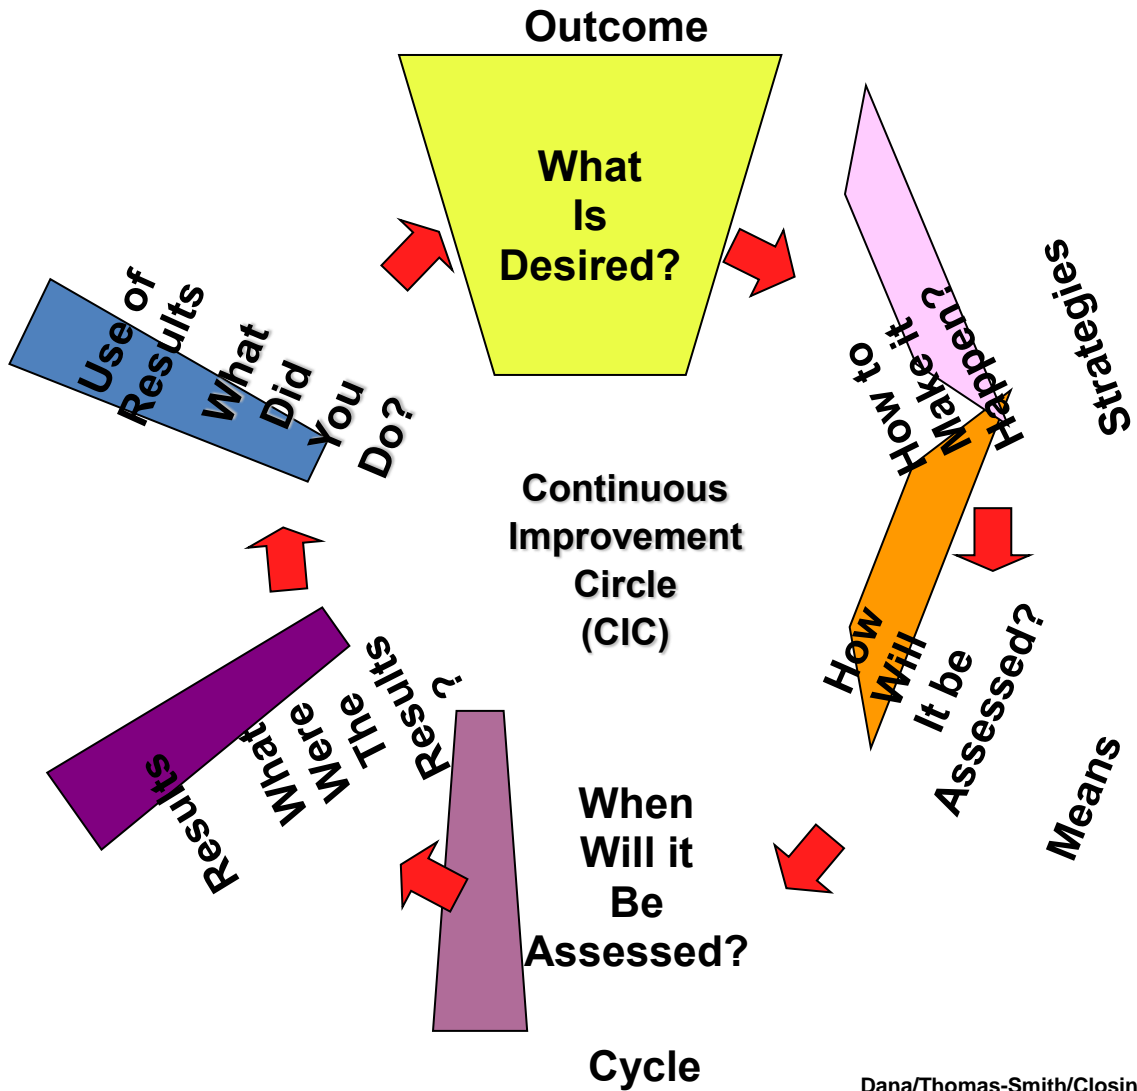 Outcome
What
Is
Desired?
Strategies
How to
Make it
Happen?
How
Will
It be
Assessed?
Means
When
Will it
Be
Assessed?
Cycle
Results
What
Were
The
Results
?
Use of
Results
What
Did
You
Do?
Continuous
Improvement
Circle
(CIC)
Dana/Thomas-Smith/Closin